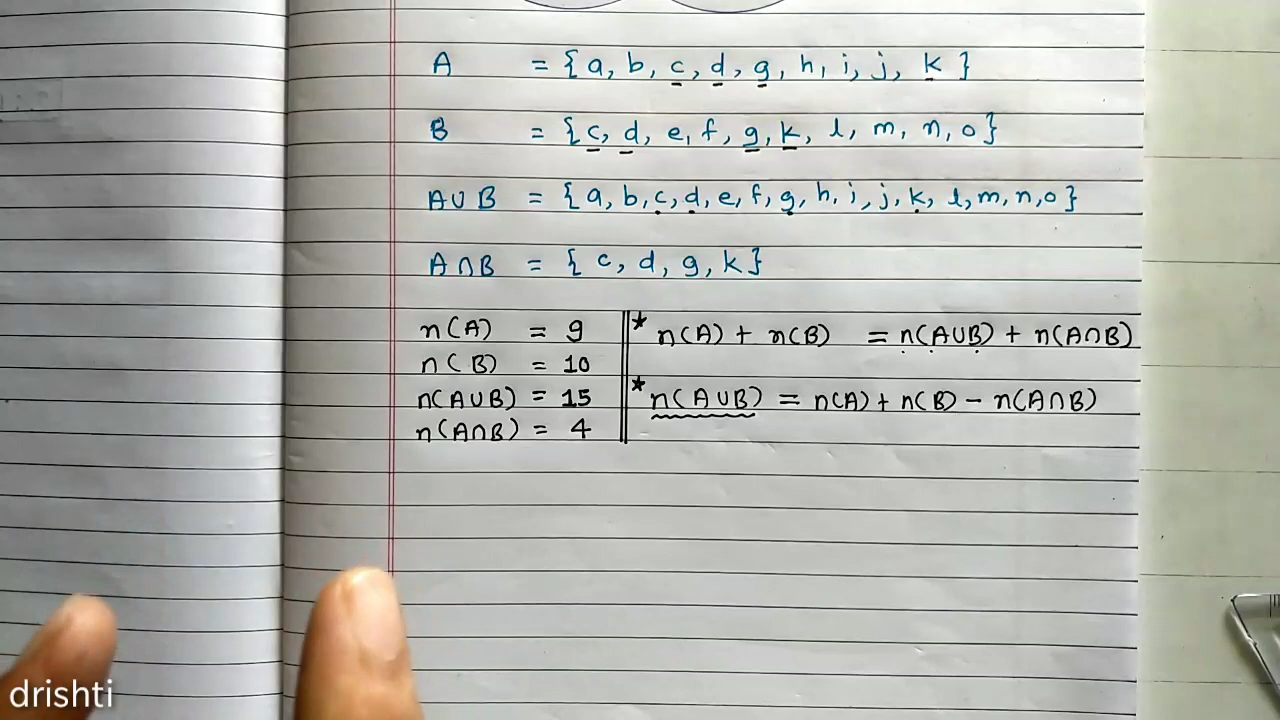 A = {a, b, c, d, g, h, i, j, k}
B = {c, d, e, f, g, k, l, m, n, o}
A∪B = {a, b, c, d, e, f, g, h, i, j, k, l, m, n, o}
A∩B = {c, d, g, k}
n(A) = 9
n(B) = 10
n(A∪B) = 15
n(A∩B) = 4
* n(A) + n(B) = n(A∪B) + n(A∩B)
* n(A∪B) = n(A) + n(B) - n(A∩B)
drishti